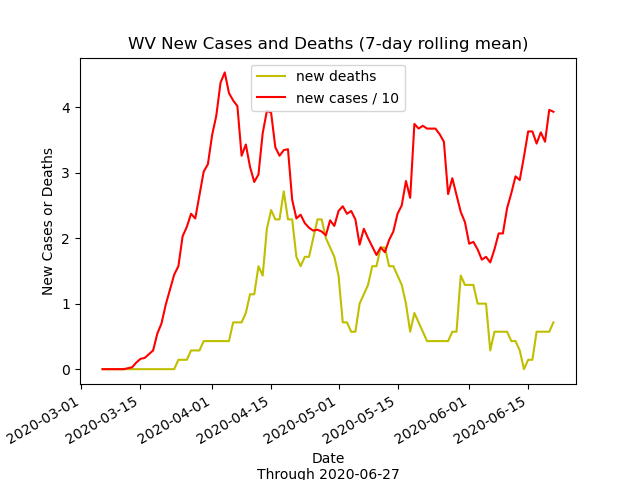 WV New Cases and Deaths (7-day rolling mean)
new deaths
new cases / 10
New Cases or Deaths
4
3
2
1
0
2020-03-01
2020-03-15
2020-04-01
2020-04-15
2020-05-01
2020-05-15
2020-06-01
2020-06-15
Date
Through 2020-06-27